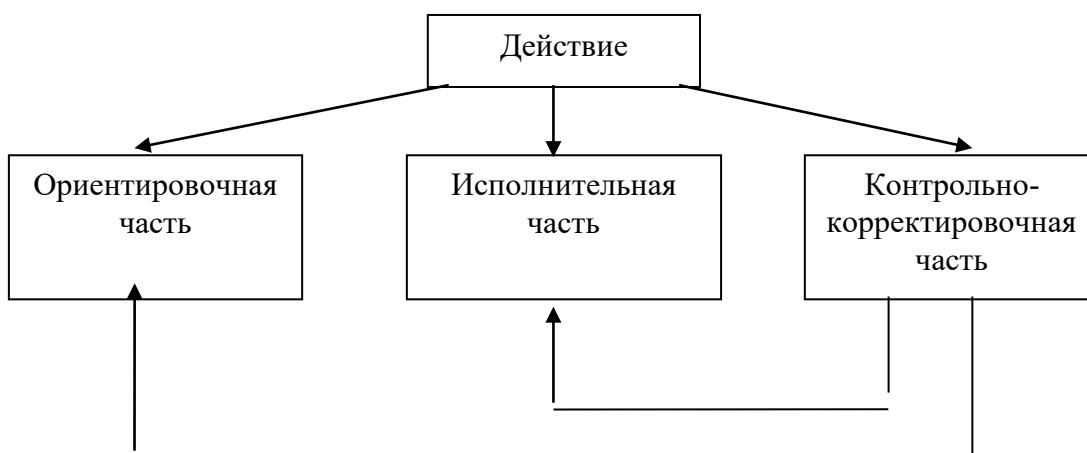 Действие
Ориентировочная
часть
Исполнительная
часть
Контрольно-
корректировочная
часть